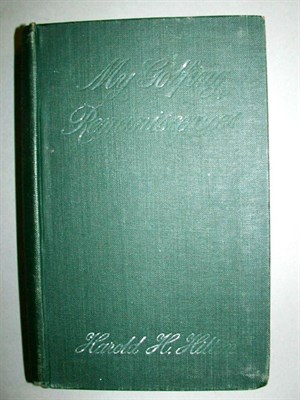 My Golfing
Reminiscences
Harold H. Hilton